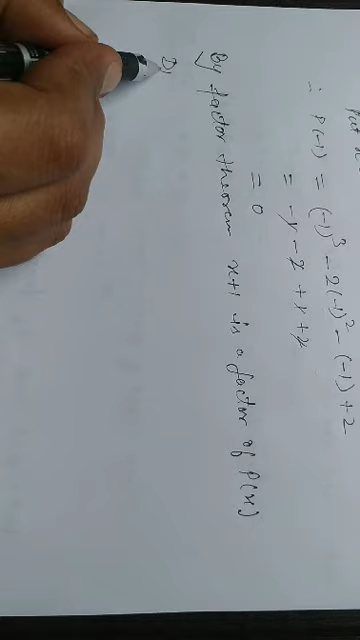 Put x
∴ P(-1) = (-1)³ - 2(-1)² - (-1) + 2
= -1 - 2 + 1 + 2
= 0
By factor theorem x+1 is a factor of P(x)